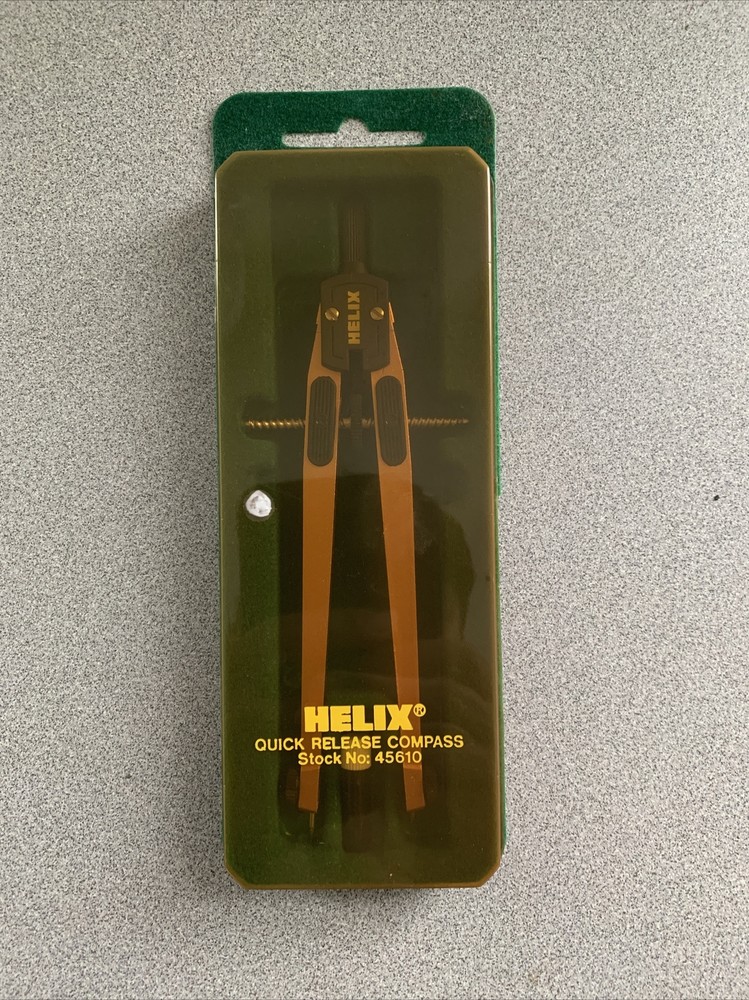 HELIX
HELIX®
QUICK RELEASE COMPASS
Stock No: 45610